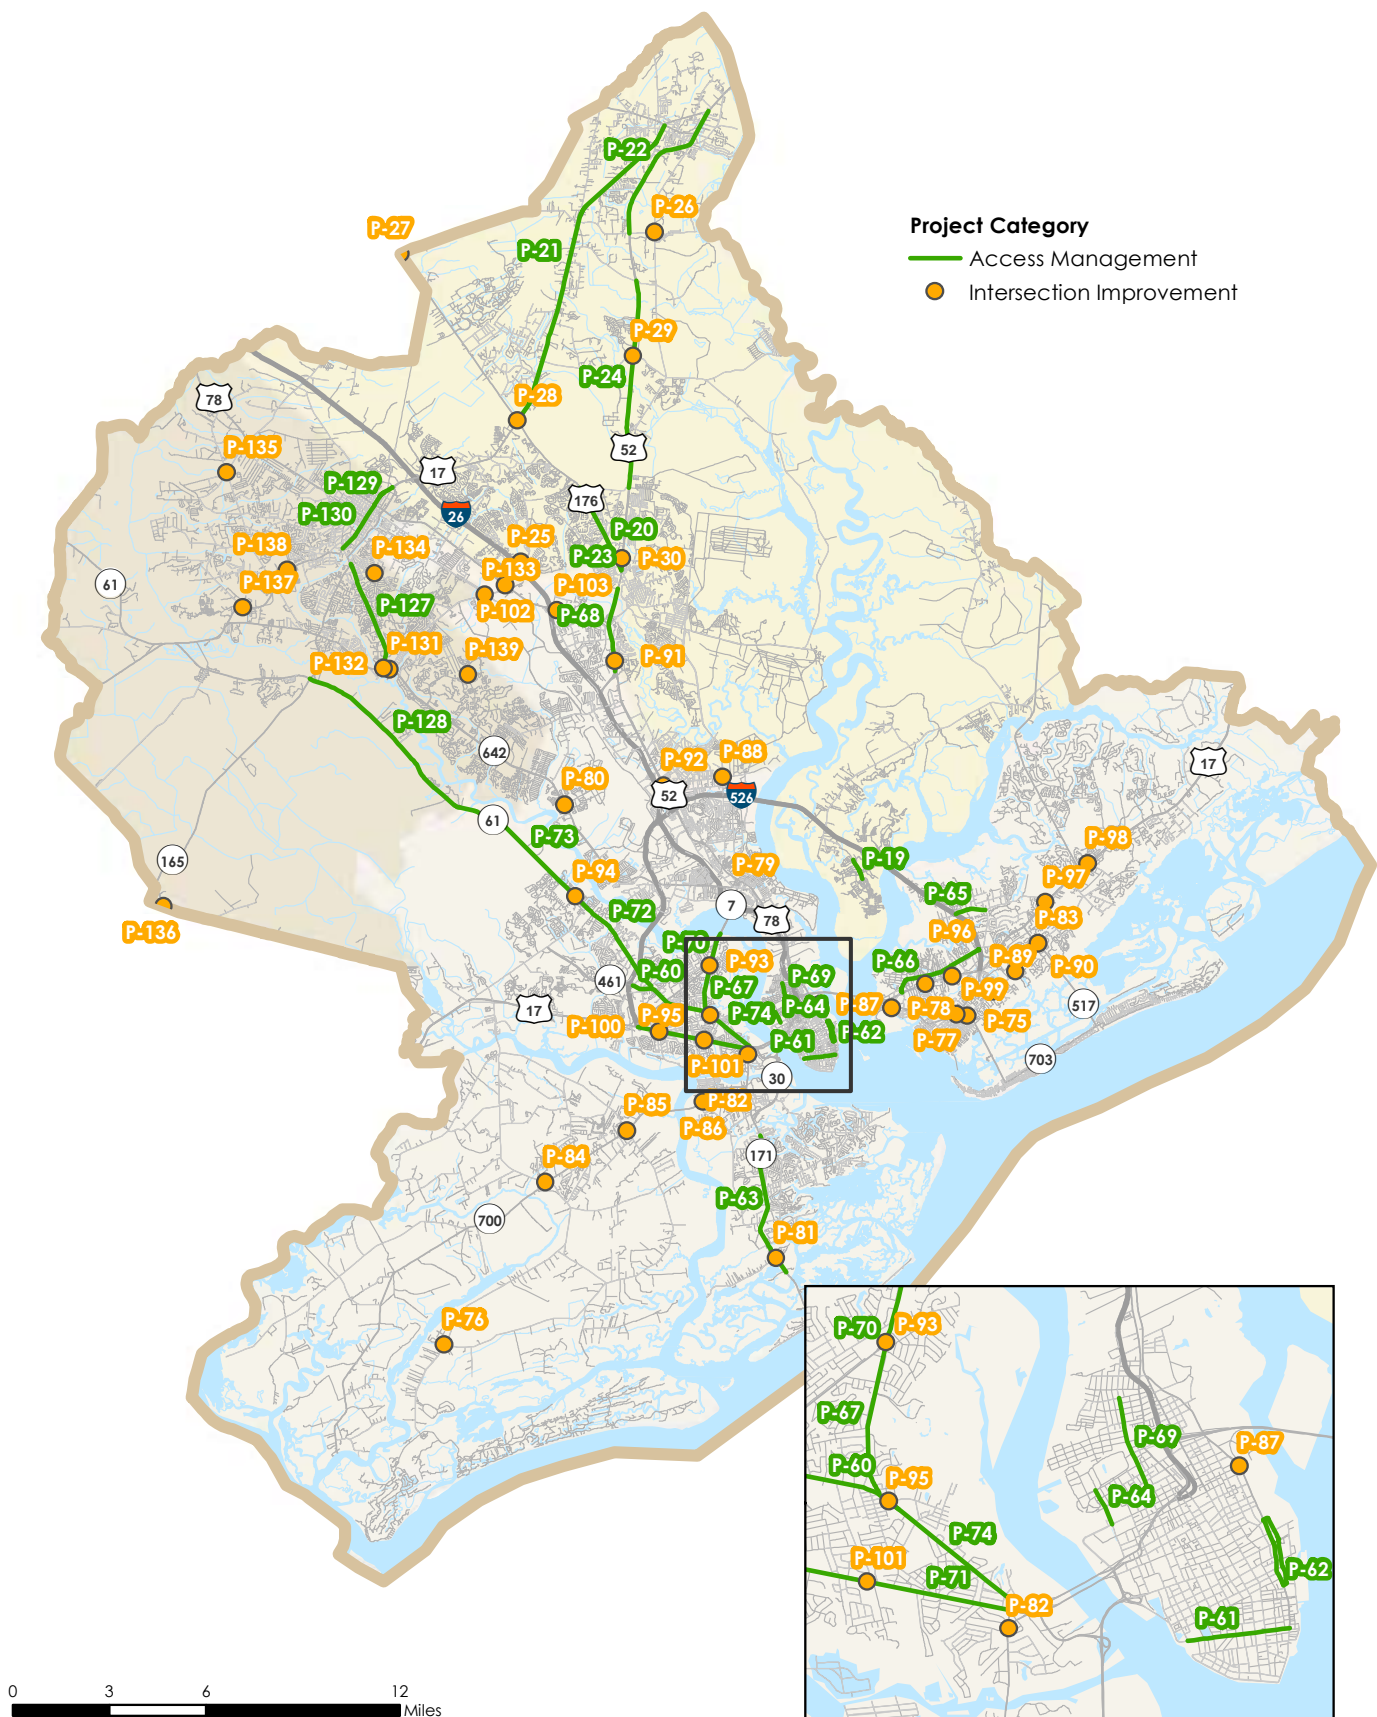 P-22
P-26
Project Category
P-27
P-21
Access Management
Intersection Improvement
P-29
P-24
P-28
78
P-135
52
17
P-129
176
P-130
26
P-20
P-25
P-138
P-134
P-23
P-30
P-133
P-103
61
P-137
P-102
P-68
P-127
P-131
P-139
P-132
P-91
P-128
642
P-92
P-88
17
P-80
52
526
61
P-73
P-98
165
P-79
P-19
P-94
P-97
P-65
7
P-72
78
P-83
P-136
P-96
P-70
P-89
P-93
P-66
P-90
P-60
P-69
461
P-67
P-99
P-64
P-87
517
17
P-74
P-78
P-95
P-75
P-100
P-62
P-61
P-77
703
P-101
30
P-82
P-85
P-86
171
P-84
P-63
700
P-81
P-76
P-70
P-93
P-67
P-69
P-87
P-60
P-95
P-64
P-74
P-101
P-71
P-62
P-82
P-61
0 3 6 12
Miles